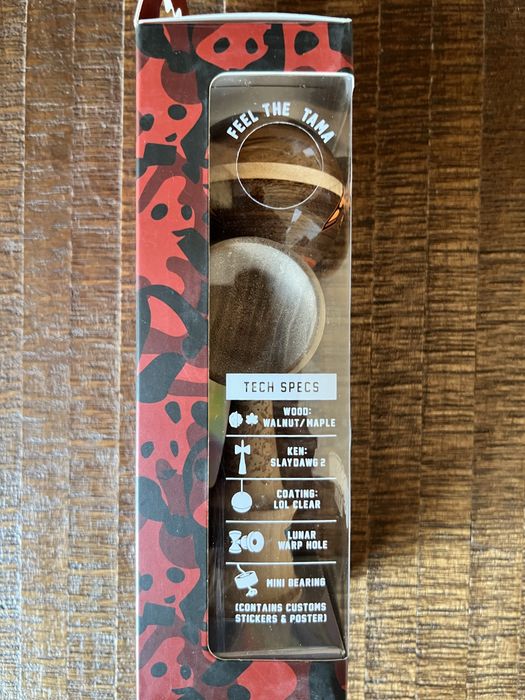 FEEL THE TAMA
TECH SPECS
WOOD:
WALNUT/MAPLE
KEN:
SLAYDAWG 2
COATING:
LOL CLEAR
LUNAR
WARP HOLE
MINI BEARING
(CONTAINS CUSTOMS
STICKERS & POSTER)